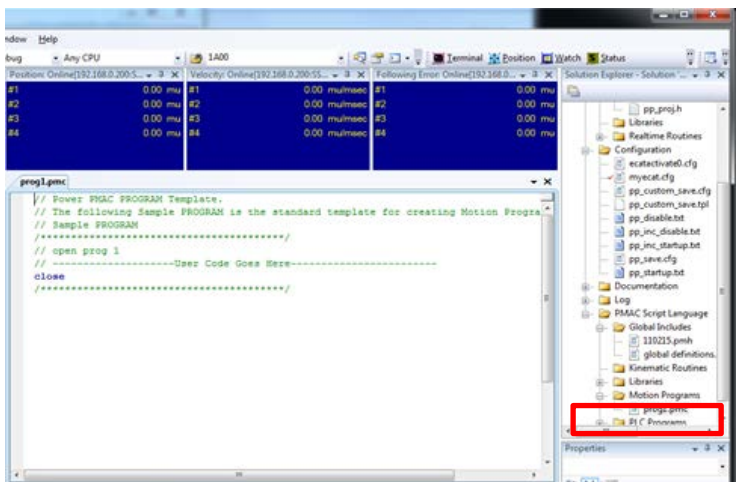 ndow Help
bug Any CPU 1A00 Terminal Position Watch Status
Position: Online[192.168.0.200:S... Velocity: Online[192.168.0.200:SS... Following Error: Online[192.168.0... Solution Explorer - Solution '...
#1 0.00 mu #1 0.00 mu/msec #1 0.00 mu
#2 0.00 mu #2 0.00 mu/msec #2 0.00 mu
#3 0.00 mu #3 0.00 mu/msec #3 0.00 mu
#4 0.00 mu #4 0.00 mu/msec #4 0.00 mu
prog1.pmc
// Power PMAC PROGRAM Template.
// The following Sample PROGRAM is the standard template for creating Motion Progra
// Sample PROGRAM
/****************************************/
// open prog 1
// --------------------User Code Goes Here------------------------
close
/****************************************/
pp_proj.h
Libraries
Realtime Routines
Configuration
ecatactivate0.cfg
myecat.cfg
pp_custom_save.cfg
pp_custom_save.tpl
pp_disable.txt
pp_inc_disable.txt
pp_inc_startup.txt
pp_save.cfg
pp_startup.txt
Documentation
Log
PMAC Script Language
Global Includes
110215.pmh
global definitions.
Kinematic Routines
Libraries
Motion Programs
prog1.pmc
PLC Programs
Properties